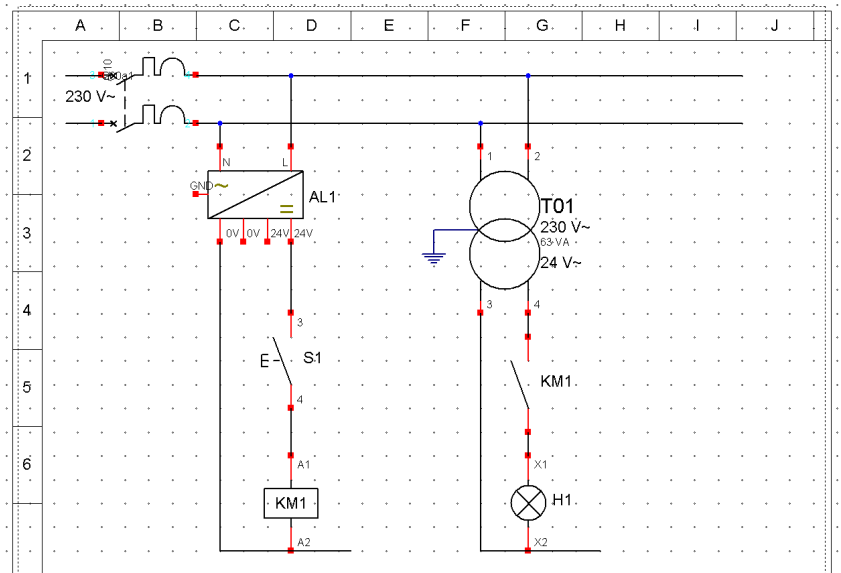 A B C D E F G H I J
1
230 V~
2
N L
1 2
GND
AL1
T01
230 V~
63 VA
24 V~
3
0V 0V 24V 24V
4
3
3 4
E
S1
KM1
5
4
6
A1
X1
KM1
H1
A2
X2